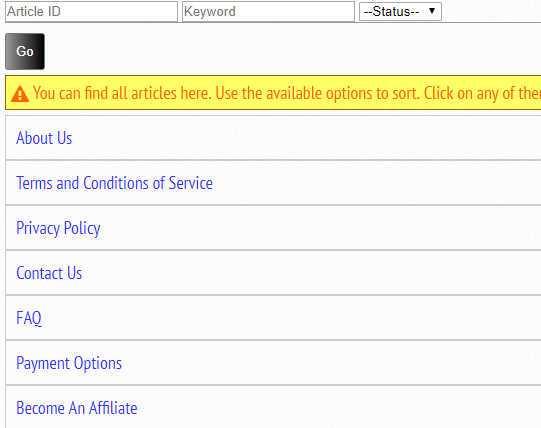 Article ID Keyword --Status--
Go
You can find all articles here. Use the available options to sort. Click on any of
About Us
Terms and Conditions of Service
Privacy Policy
Contact Us
FAQ
Payment Options
Become An Affiliate